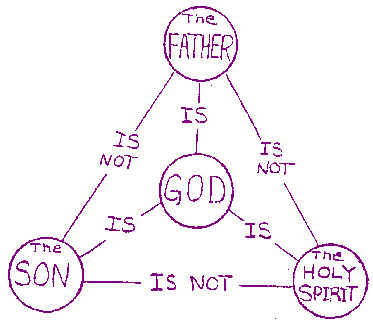 The
FATHER
IS
IS
NOT
IS
NOT
GOD
IS
IS
The
SON
IS NOT
The
HOLY
SPIRIT